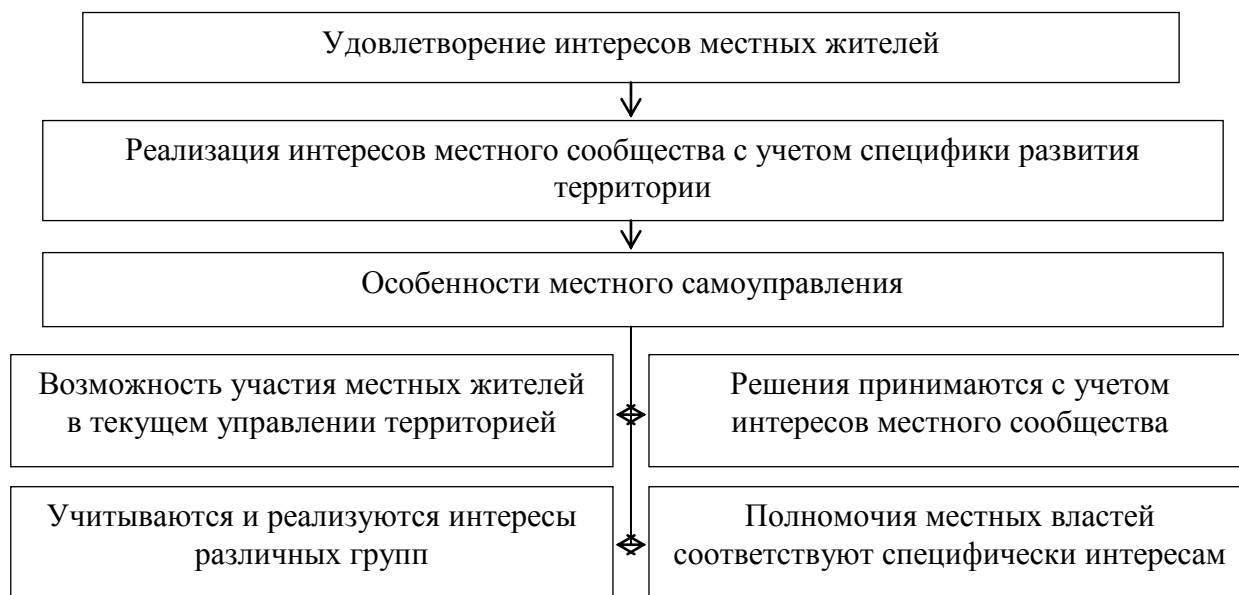 Удовлетворение интересов местных жителей
Реализация интересов местного сообщества с учетом специфики развития
территории
Особенности местного самоуправления
Возможность участия местных жителей
в текущем управлении территорией
Решения принимаются с учетом
интересов местного сообщества
Учитываются и реализуются интересы
различных групп
Полномочия местных властей
соответствуют специфически интересам